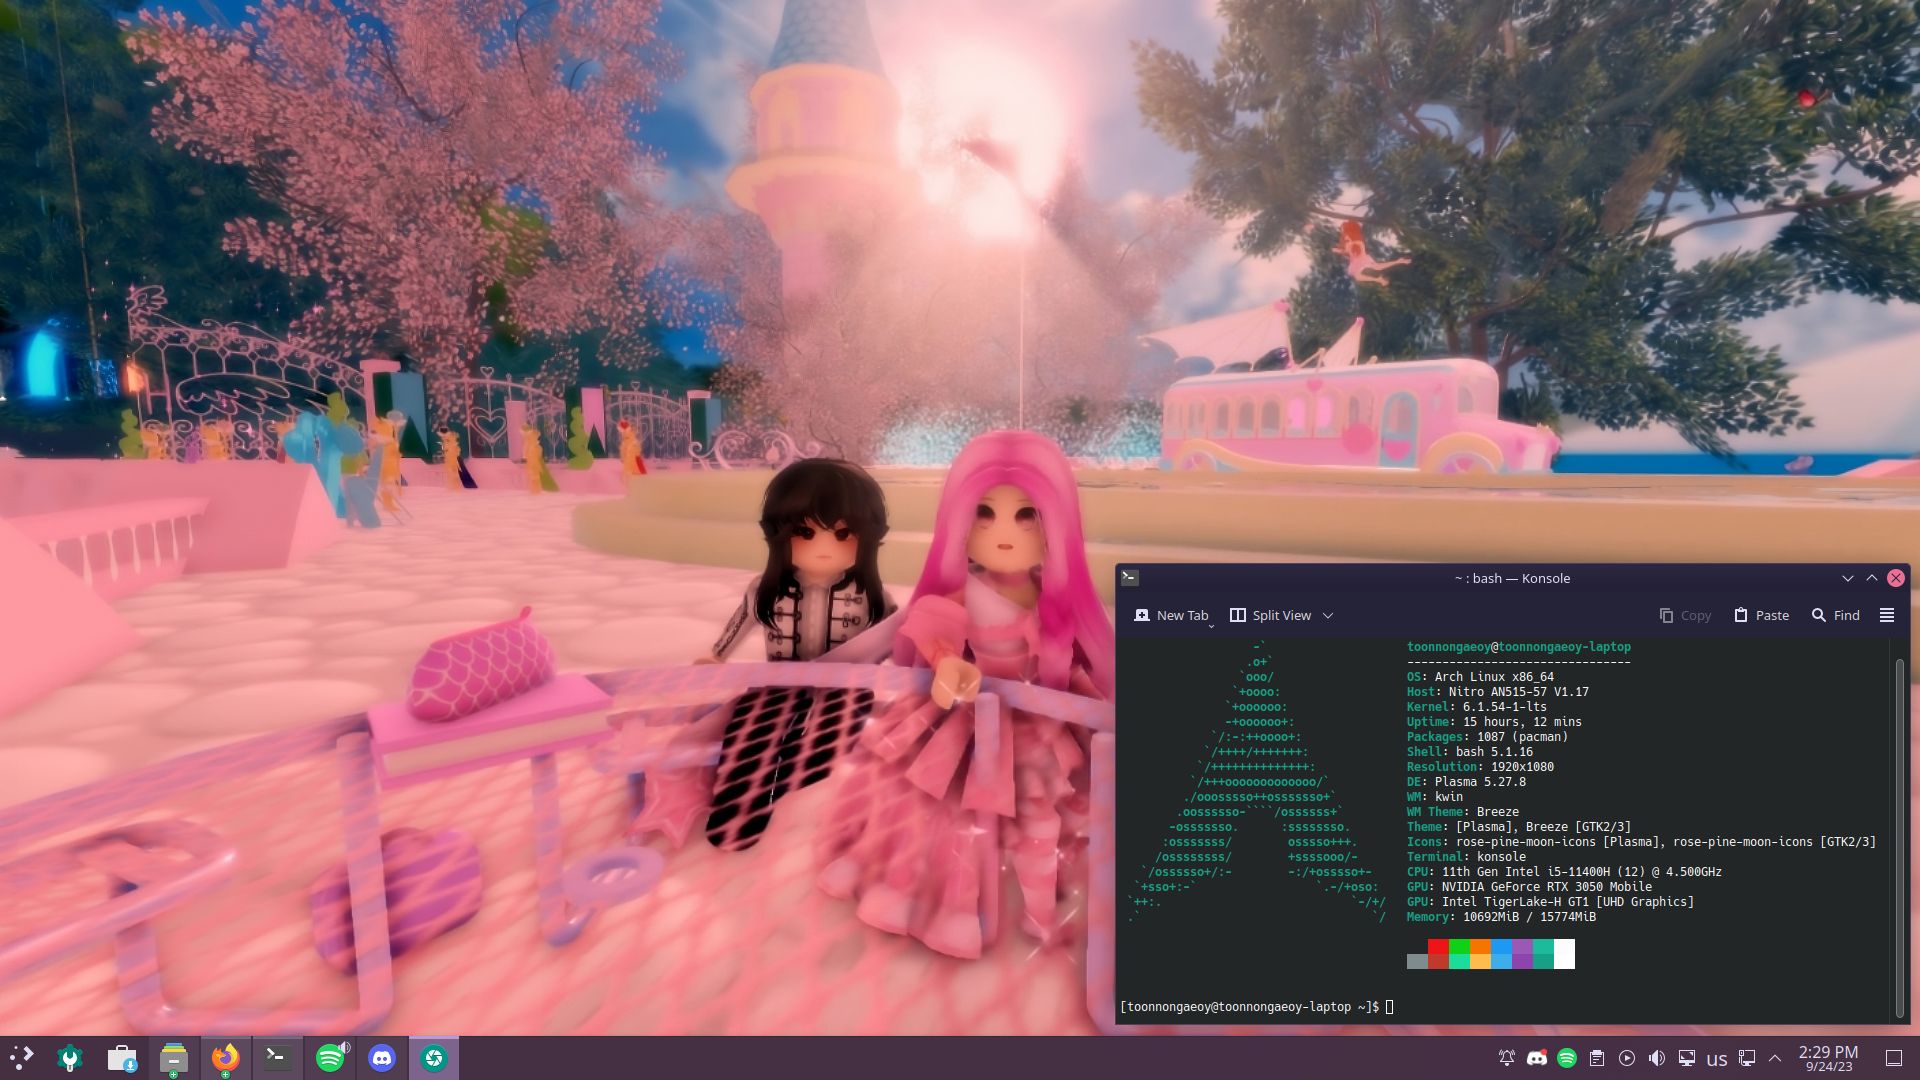 ~ : bash — Konsole
New Tab Split View Copy Paste Find
toonnongaeoy@toonnongaeoy-laptop
--------------------------------
OS: Arch Linux x86_64
Host: Nitro AN515-57 V1.17
Kernel: 6.1.54-1-lts
Uptime: 15 hours, 12 mins
Packages: 1087 (pacman)
Shell: bash 5.1.16
Resolution: 1920x1080
DE: Plasma 5.27.8
WM: kwin
WM Theme: Breeze
Theme: [Plasma], Breeze [GTK2/3]
Icons: rose-pine-moon-icons [Plasma], rose-pine-moon-icons [GTK2/3]
Terminal: konsole
CPU: 11th Gen Intel i5-11400H (12) @ 4.500GHz
GPU: NVIDIA GeForce RTX 3050 Mobile
GPU: Intel TigerLake-H GT1 [UHD Graphics]
Memory: 10692MiB / 15774MiB
[toonnongaeoy@toonnongaeoy-laptop ~]$
us
2:29 PM
9/24/23